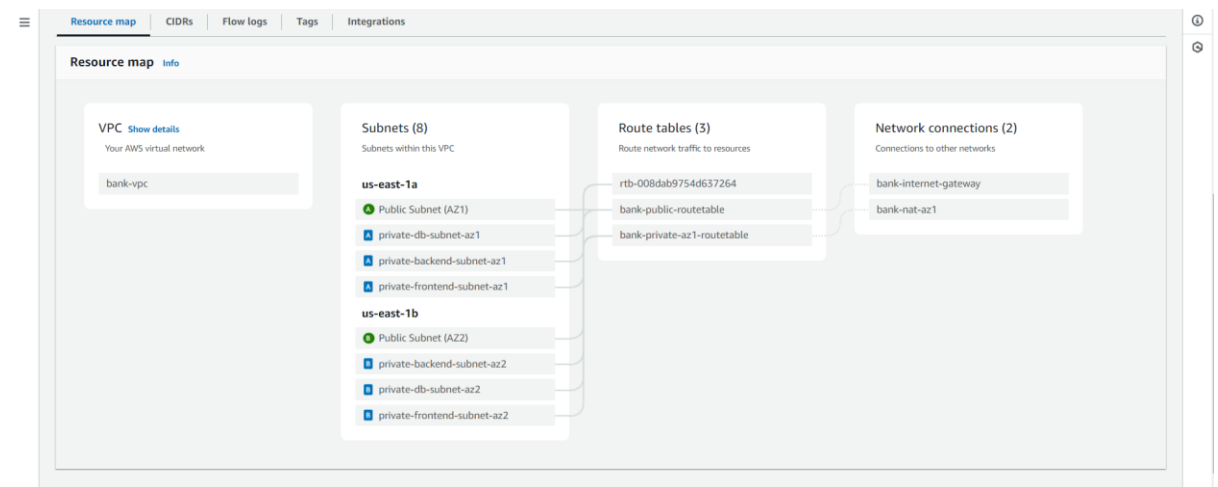 Resource map
CIDRs
Flow logs
Tags
Integrations
Resource map Info
VPC Show details
Your AWS virtual network
bank-vpc
Subnets (8)
Subnets within this VPC
us-east-1a
A Public Subnet (AZ1)
A private-db-subnet-az1
A private-backend-subnet-az1
A private-frontend-subnet-az1
us-east-1b
B Public Subnet (AZ2)
B private-backend-subnet-az2
B private-db-subnet-az2
B private-frontend-subnet-az2
Route tables (3)
Route network traffic to resources
rtb-008dab9754d637264
bank-public-routetable
bank-private-az1-routetable
Network connections (2)
Connections to other networks
bank-internet-gateway
bank-nat-az1